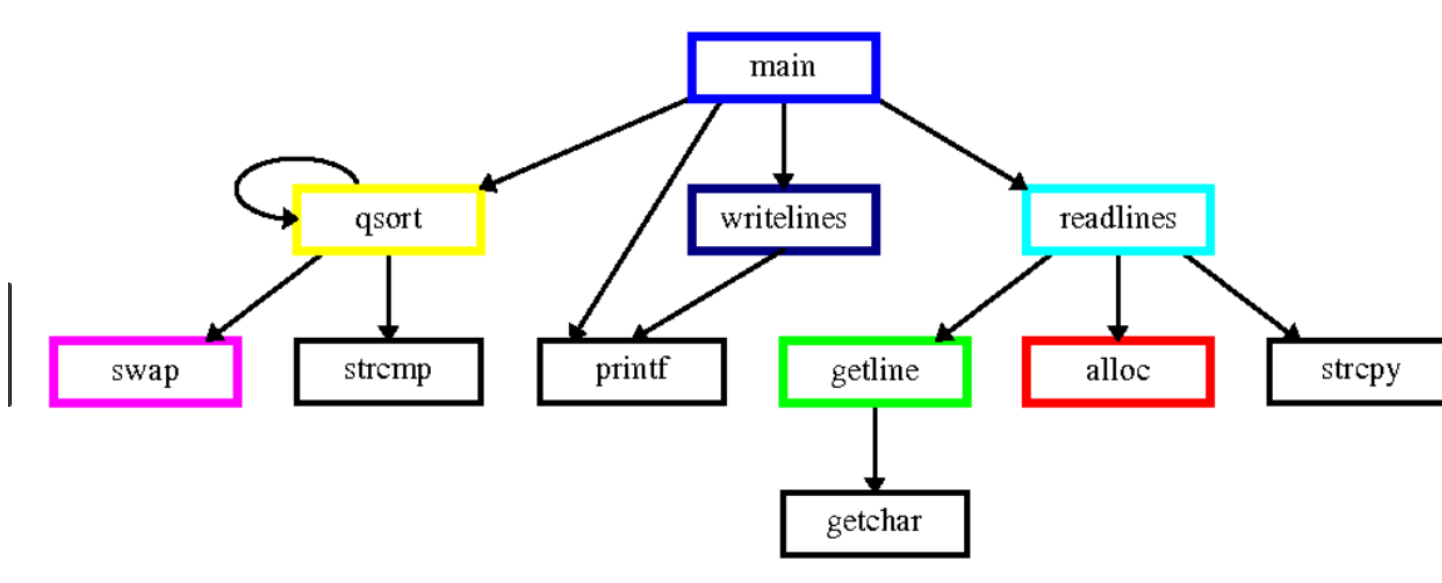 main
qsort
writelines
readlines
swap
strcmp
printf
getline
alloc
strcpy
getchar